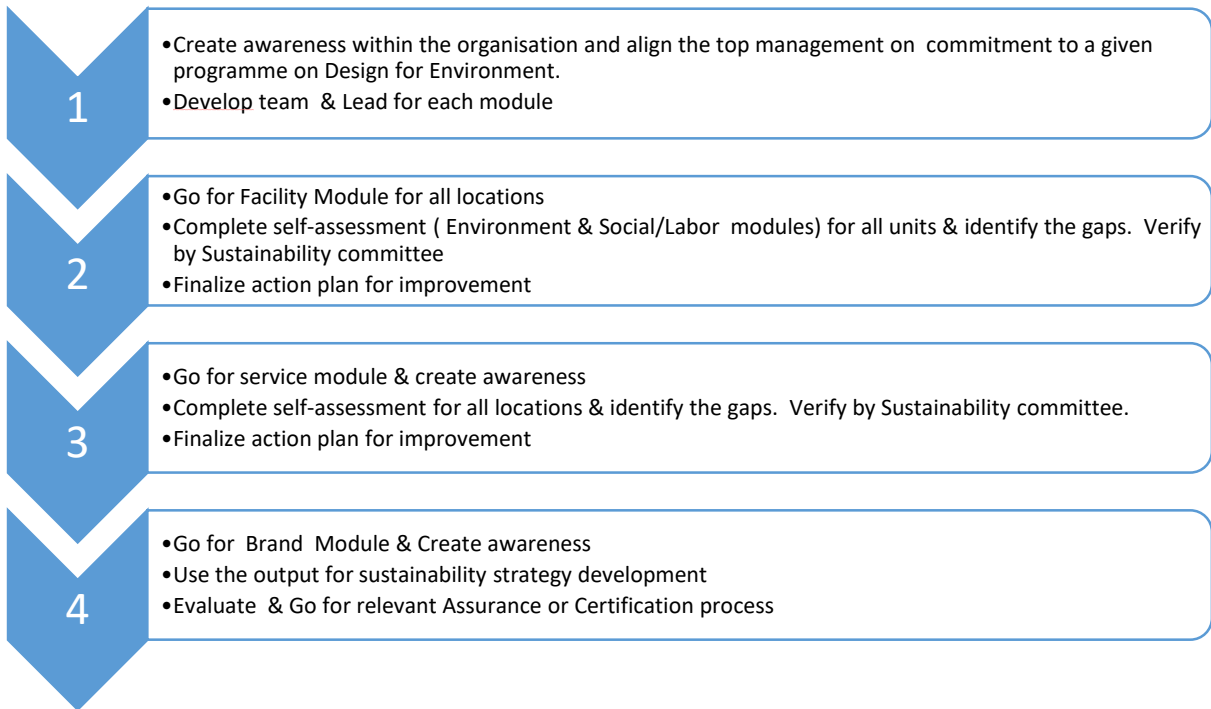 1
•Create awareness within the organisation and align the top management on commitment to a given
programme on Design for Environment.
•Develop team & Lead for each module
2
•Go for Facility Module for all locations
•Complete self-assessment ( Environment & Social/Labor modules) for all units & identify the gaps. Verify
by Sustainability committee
•Finalize action plan for improvement
3
•Go for service module & create awareness
•Complete self-assessment for all locations & identify the gaps. Verify by Sustainability committee.
•Finalize action plan for improvement
4
•Go for Brand Module & Create awareness
•Use the output for sustainability strategy development
•Evaluate & Go for relevant Assurance or Certification process